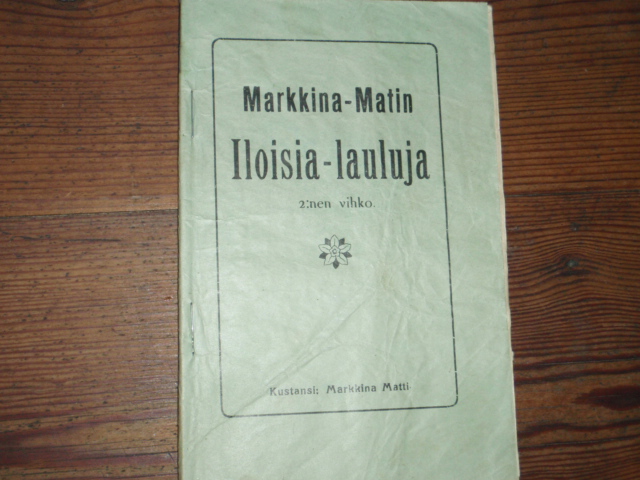 Markkina-Matin
Iloisia-lauluja
2:nen vihko.
Kustansi: Markkina Matti